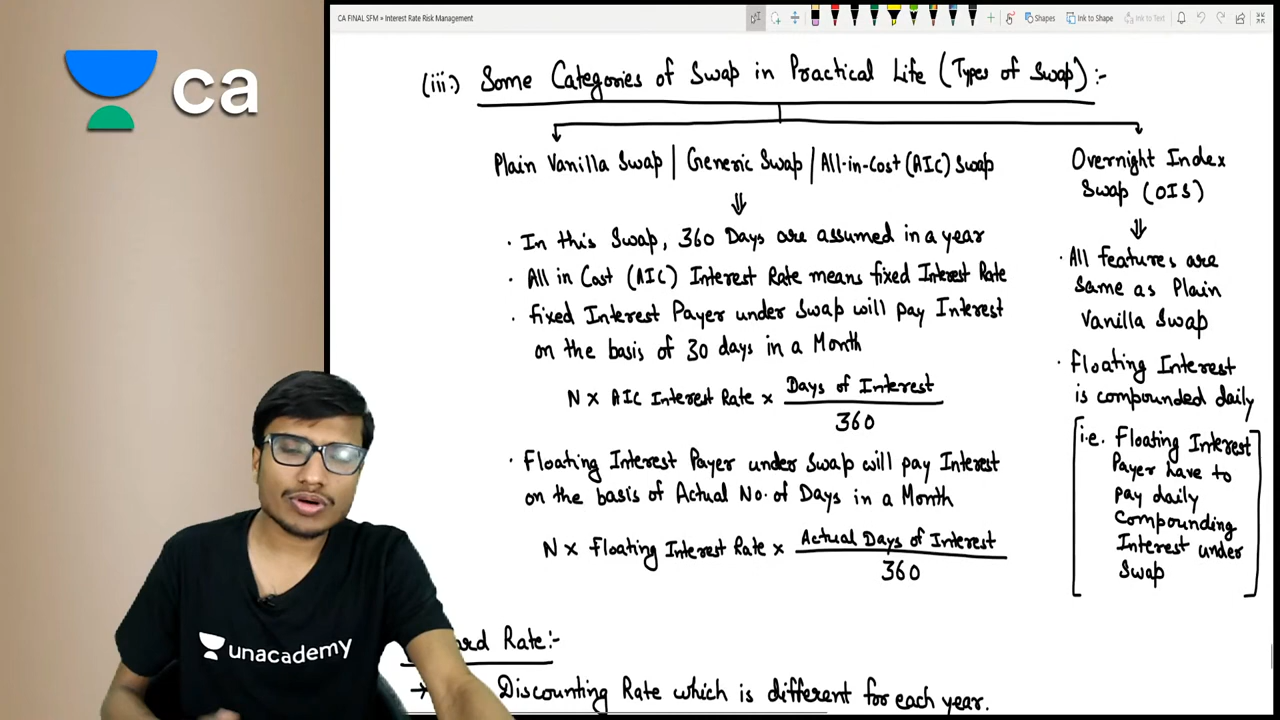 CA FINAL SFM » Interest Rate Risk Management
Shapes
Ink to Shape
Ink to Text
ca
(iii.) Some Categories of Swap in Practical Life (Types of Swap):-
Plain Vanilla Swap | Generic Swap | All-in-Cost (AIC) Swap
· In this Swap, 360 Days are assumed in a year
· All in Cost (AIC) Interest Rate means fixed Interest Rate
· fixed Interest Payer under Swap will pay Interest
on the basis of 30 days in a Month
N × AIC Interest Rate × Days of Interest
360
· Floating Interest Payer under Swap will pay Interest
on the basis of Actual No. of Days in a Month
N × Floating Interest Rate × Actual Days of Interest
360
Overnight Index
Swap (OIS)
· All features are
same as Plain
Vanilla Swap
· Floating Interest
is compounded daily
[i.e. Floating Interest
Payer have to
pay daily
Compounding
Interest under
Swap]
Rate:-
→ Discounting Rate which is different for each year.
unacademy